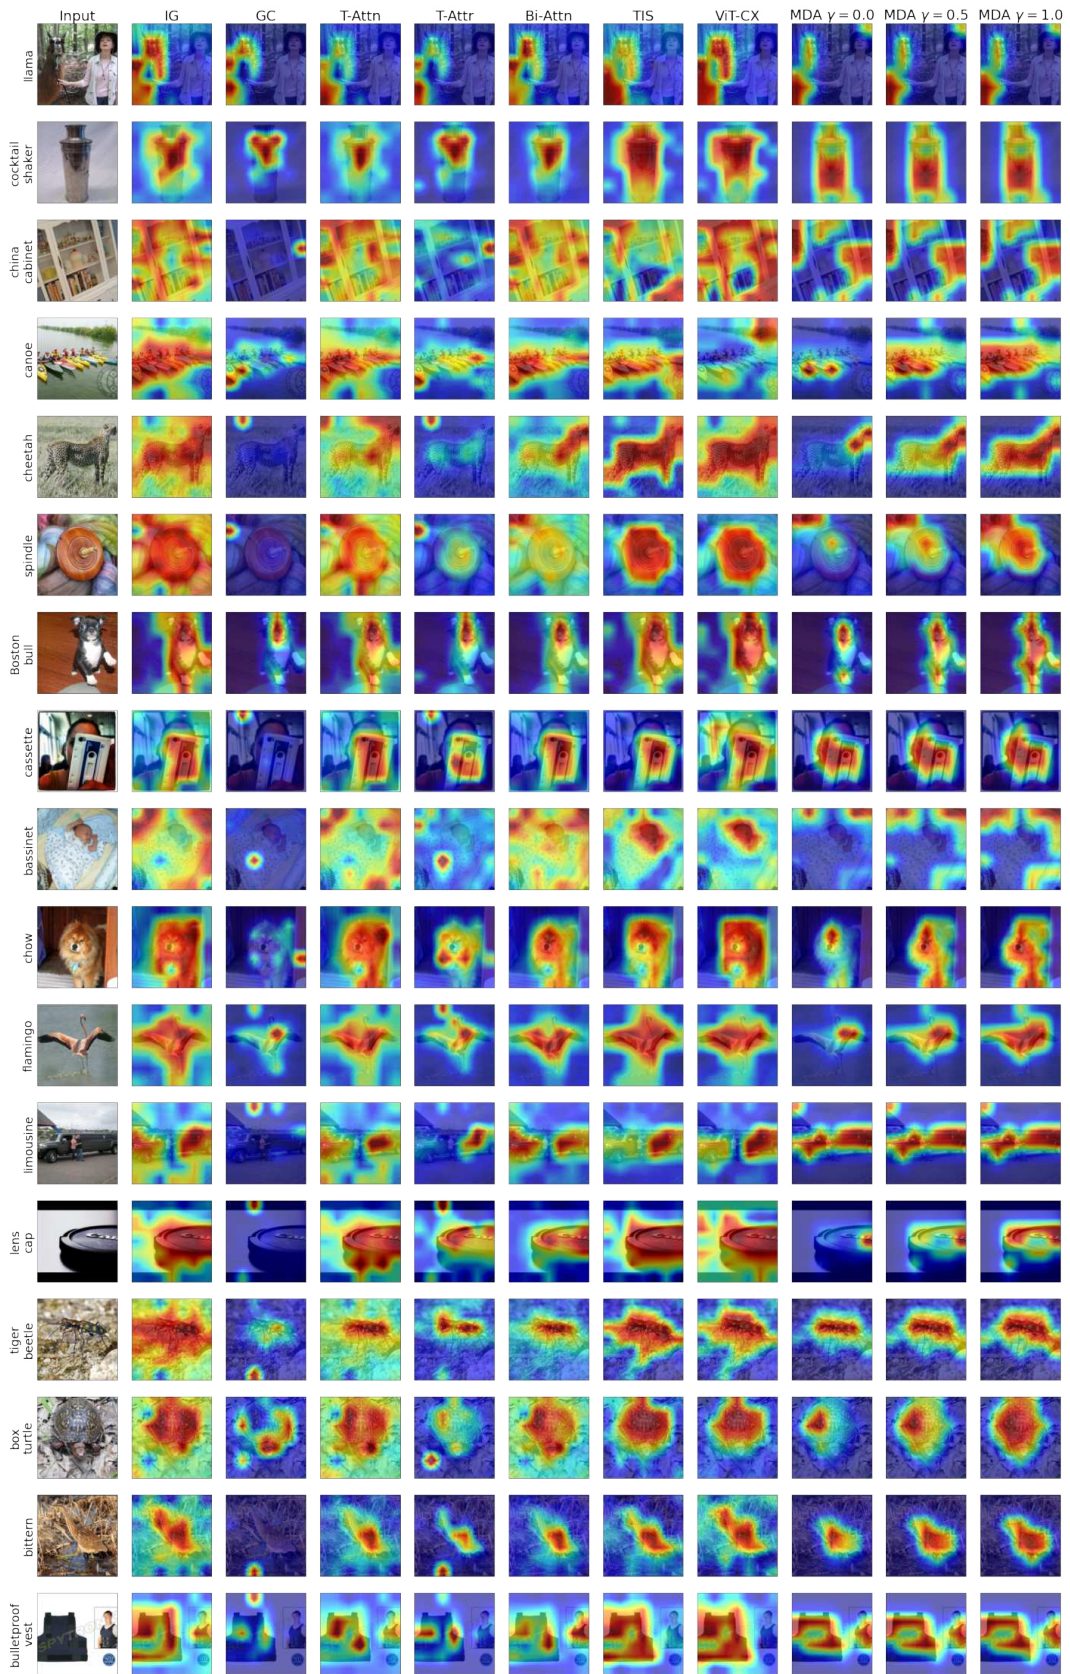 Input IG GC T-Attn T-Attr Bi-Attn TIS ViT-CX MDA γ = 0.0 MDA γ = 0.5 MDA γ = 1.0
llama
cocktail
shaker
china
cabinet
canoe
cheetah
spindle
Boston
bull
cassette
bassinet
chow
flamingo
limousine
lens
cap
tiger
beetle
box
turtle
bittern
bulletproof
vest